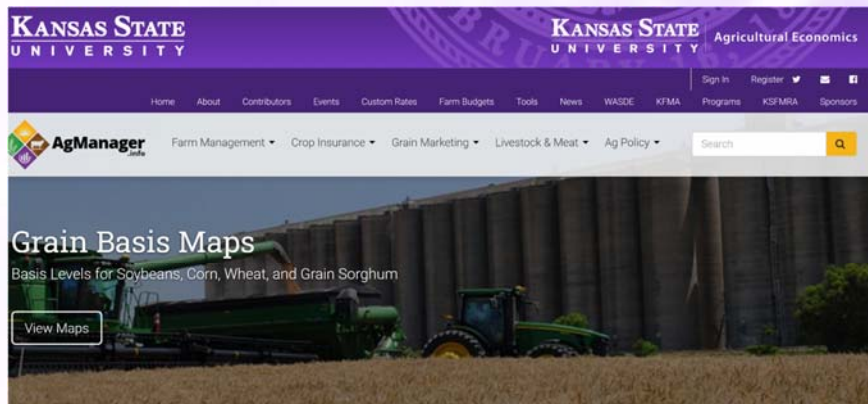 KANSAS STATE
UNIVERSITY
KANSAS STATE
UNIVERSITY
Agricultural Economics
Sign In Register
Home About Contributors Events Custom Rates Farm Budgets Tools News WASDE KFMA Programs KSFMRA Sponsors
AgManager
.info
Farm Management Crop Insurance Grain Marketing Livestock & Meat Ag Policy
Search
Grain Basis Maps
Basis Levels for Soybeans, Corn, Wheat, and Grain Sorghum
View Maps